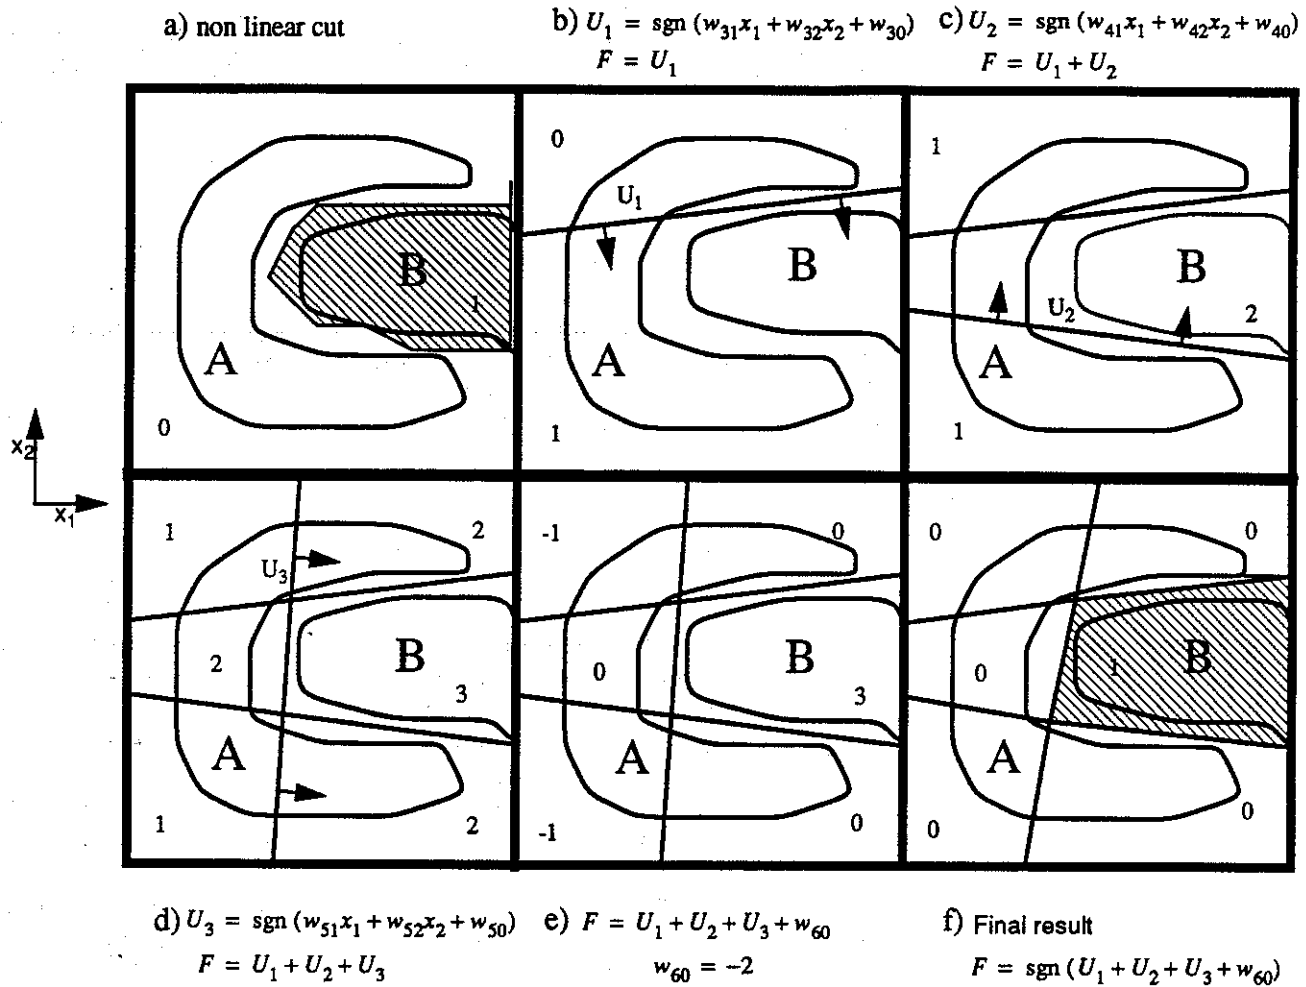 a) non linear cut
b) U₁ = sgn (w₃₁x₁ + w₃₂x₂ + w₃₀)
F = U₁
c) U₂ = sgn (w₄₁x₁ + w₄₂x₂ + w₄₀)
F = U₁ + U₂
B
1
A
0
0
U₁
B
A
1
1
B
U₂
2
A
1
x₂
x₁
1
2
U₃
2
B
3
A
1
2
-1
0
0
B
3
A
-1
0
0
0
0
1
B
A
0
0
d) U₃ = sgn (w₅₁x₁ + w₅₂x₂ + w₅₀)
F = U₁ + U₂ + U₃
e) F = U₁ + U₂ + U₃ + w₆₀
w₆₀ = -2
f) Final result
F = sgn (U₁ + U₂ + U₃ + w₆₀)